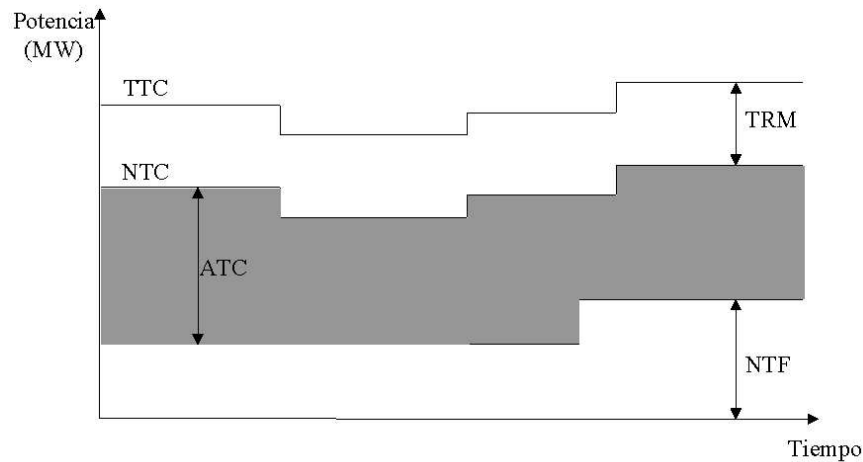 Potencia
(MW)
TTC
TRM
NTC
ATC
NTF
Tiempo